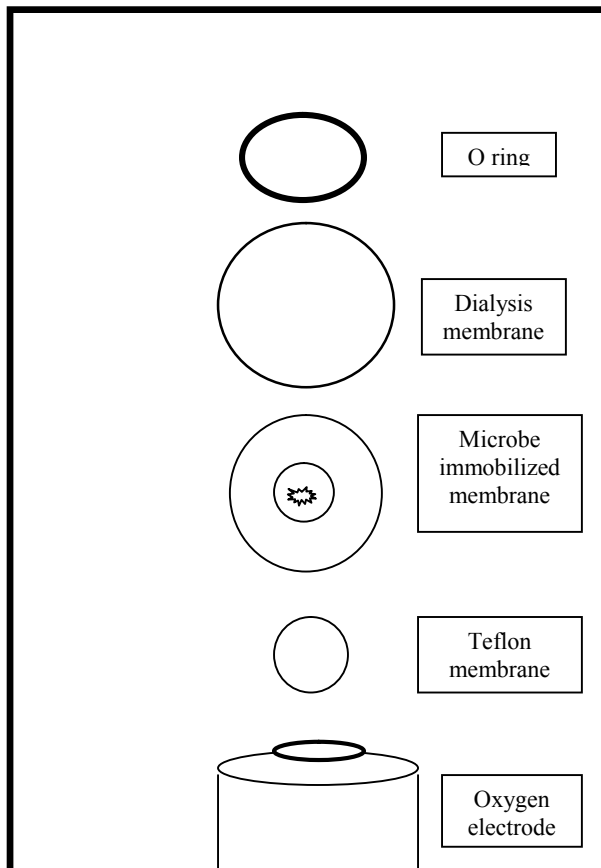 O ring
Dialysis
membrane
Microbe
immobilized
membrane
Teflon
membrane
Oxygen
electrode